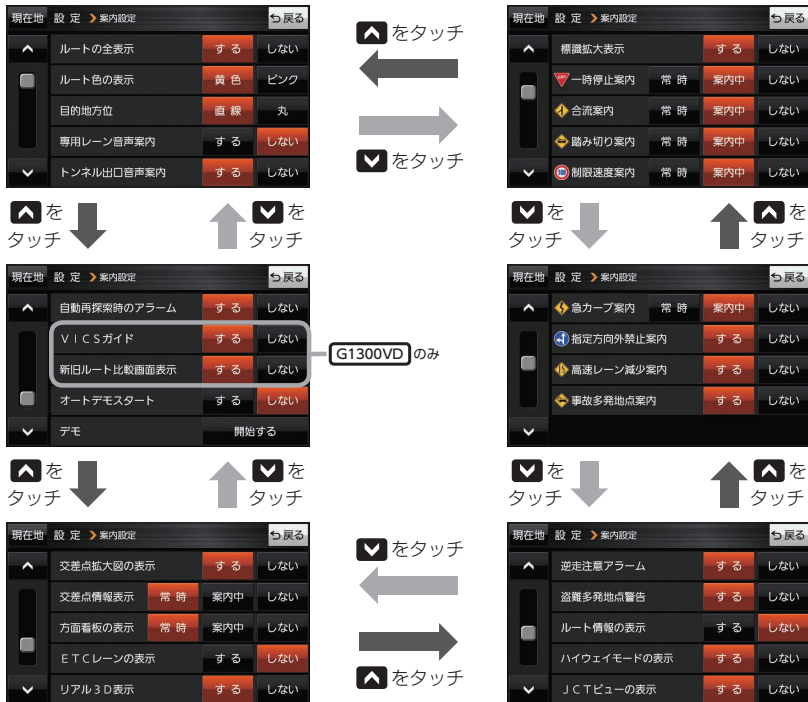 現在地 設定 案内設定 戻る
ルートの全表示 する しない
ルート色の表示 黄色 ピンク
目的地方位 直線 丸
専用レーン音声案内 する しない
トンネル出口音声案内 する しない
をタッチ
をタッチ
現在地 設定 案内設定 戻る
標識拡大表示 する しない
一時停止案内 常時 案内中 しない
合流案内 常時 案内中 しない
踏み切り案内 常時 案内中 しない
制限速度案内 常時 案内中 しない
を
タッチ
を
タッチ
を
タッチ
を
タッチ
現在地 設定 案内設定 戻る
自動再探索時のアラーム する しない
VICSガイド する しない
新旧ルート比較画面表示 する しない
オートデモスタート する しない
デモ 開始する
G1300VD のみ
現在地 設定 案内設定 戻る
急カーブ案内 常時 案内中 しない
指定方向外禁止案内 する しない
高速レーン減少案内 する しない
事故多発地点案内 する しない
を
タッチ
を
タッチ
を
タッチ
を
タッチ
現在地 設定 案内設定 戻る
交差点拡大図の表示 する しない
交差点情報表示 常時 案内中 しない
方面看板の表示 常時 案内中 しない
ETCレーンの表示 する しない
リアル3D表示 する しない
をタッチ
をタッチ
現在地 設定 案内設定 戻る
逆走注意アラーム する しない
盗難多発地点警告 する しない
ルート情報の表示 する しない
ハイウェイモードの表示 する しない
JCTビューの表示 する しない